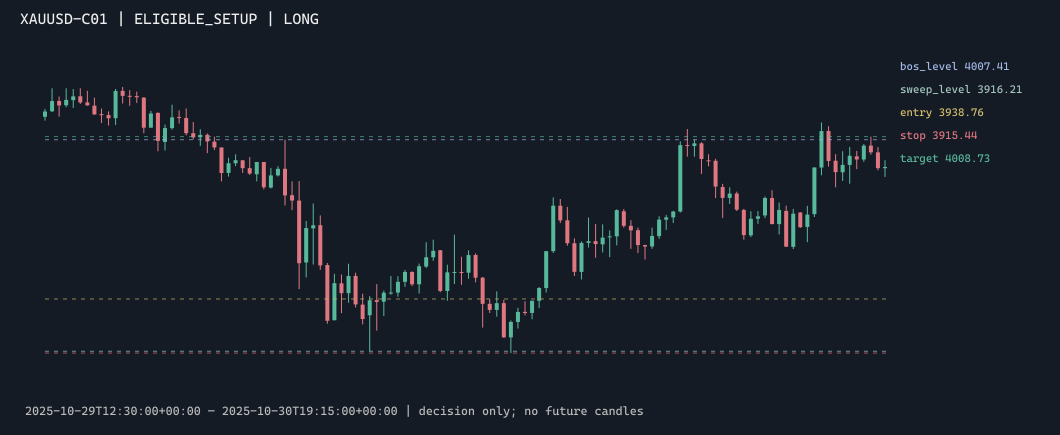 XAUUSD-C01 | ELIGIBLE_SETUP | LONG
bos_level 4007.41
sweep_level 3916.21
entry 3938.76
stop 3915.44
target 4008.73
2025-10-29T12:30:00+00:00 — 2025-10-30T19:15:00+00:00 | decision only; no future candles